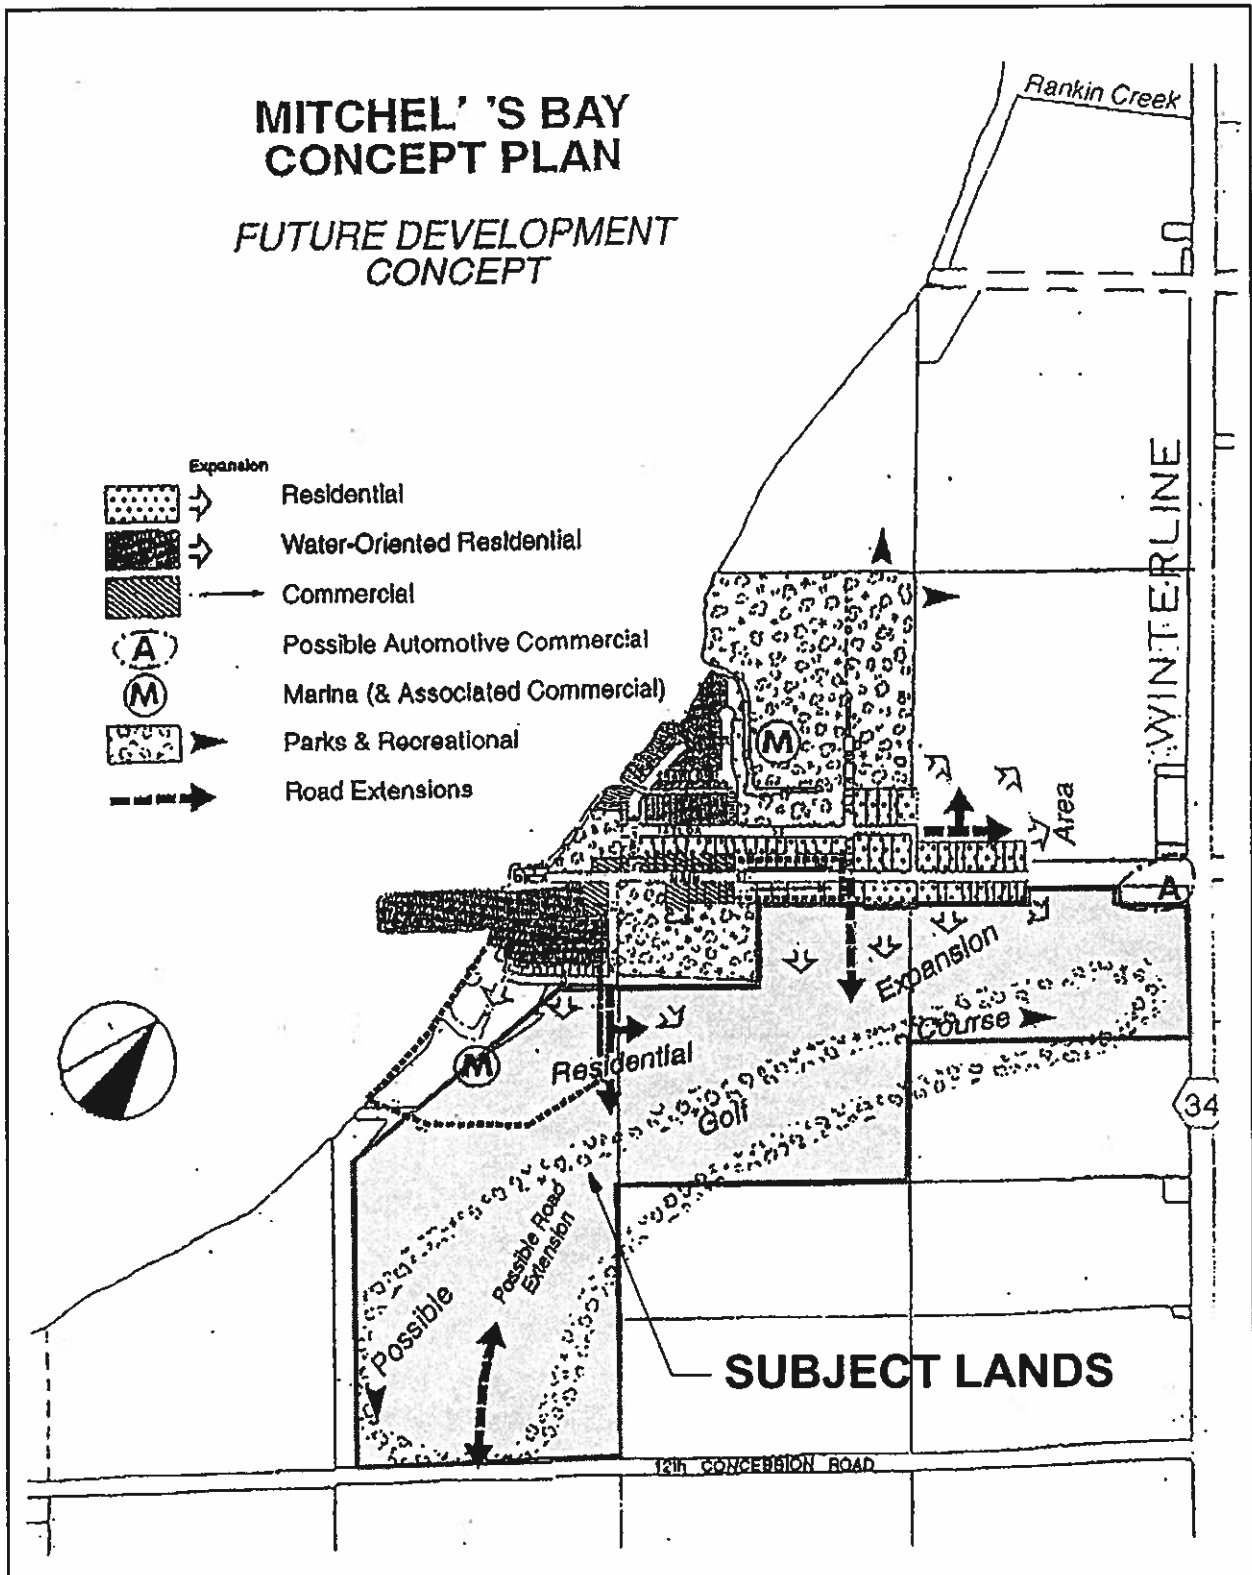 MITCHEL' 'S BAY
CONCEPT PLAN
FUTURE DEVELOPMENT
CONCEPT
Rankin Creek
Expansion
Residential
Water-Oriented Residential
Commercial
A
Possible Automotive Commercial
M
Marina (& Associated Commercial)
Parks & Recreational
Road Extensions
WINTERLINE
M
Area
A
Expansion
Course
M
Residential
Golf
34
Possible Road
Extension
Possible
SUBJECT LANDS
12th CONCESSION ROAD